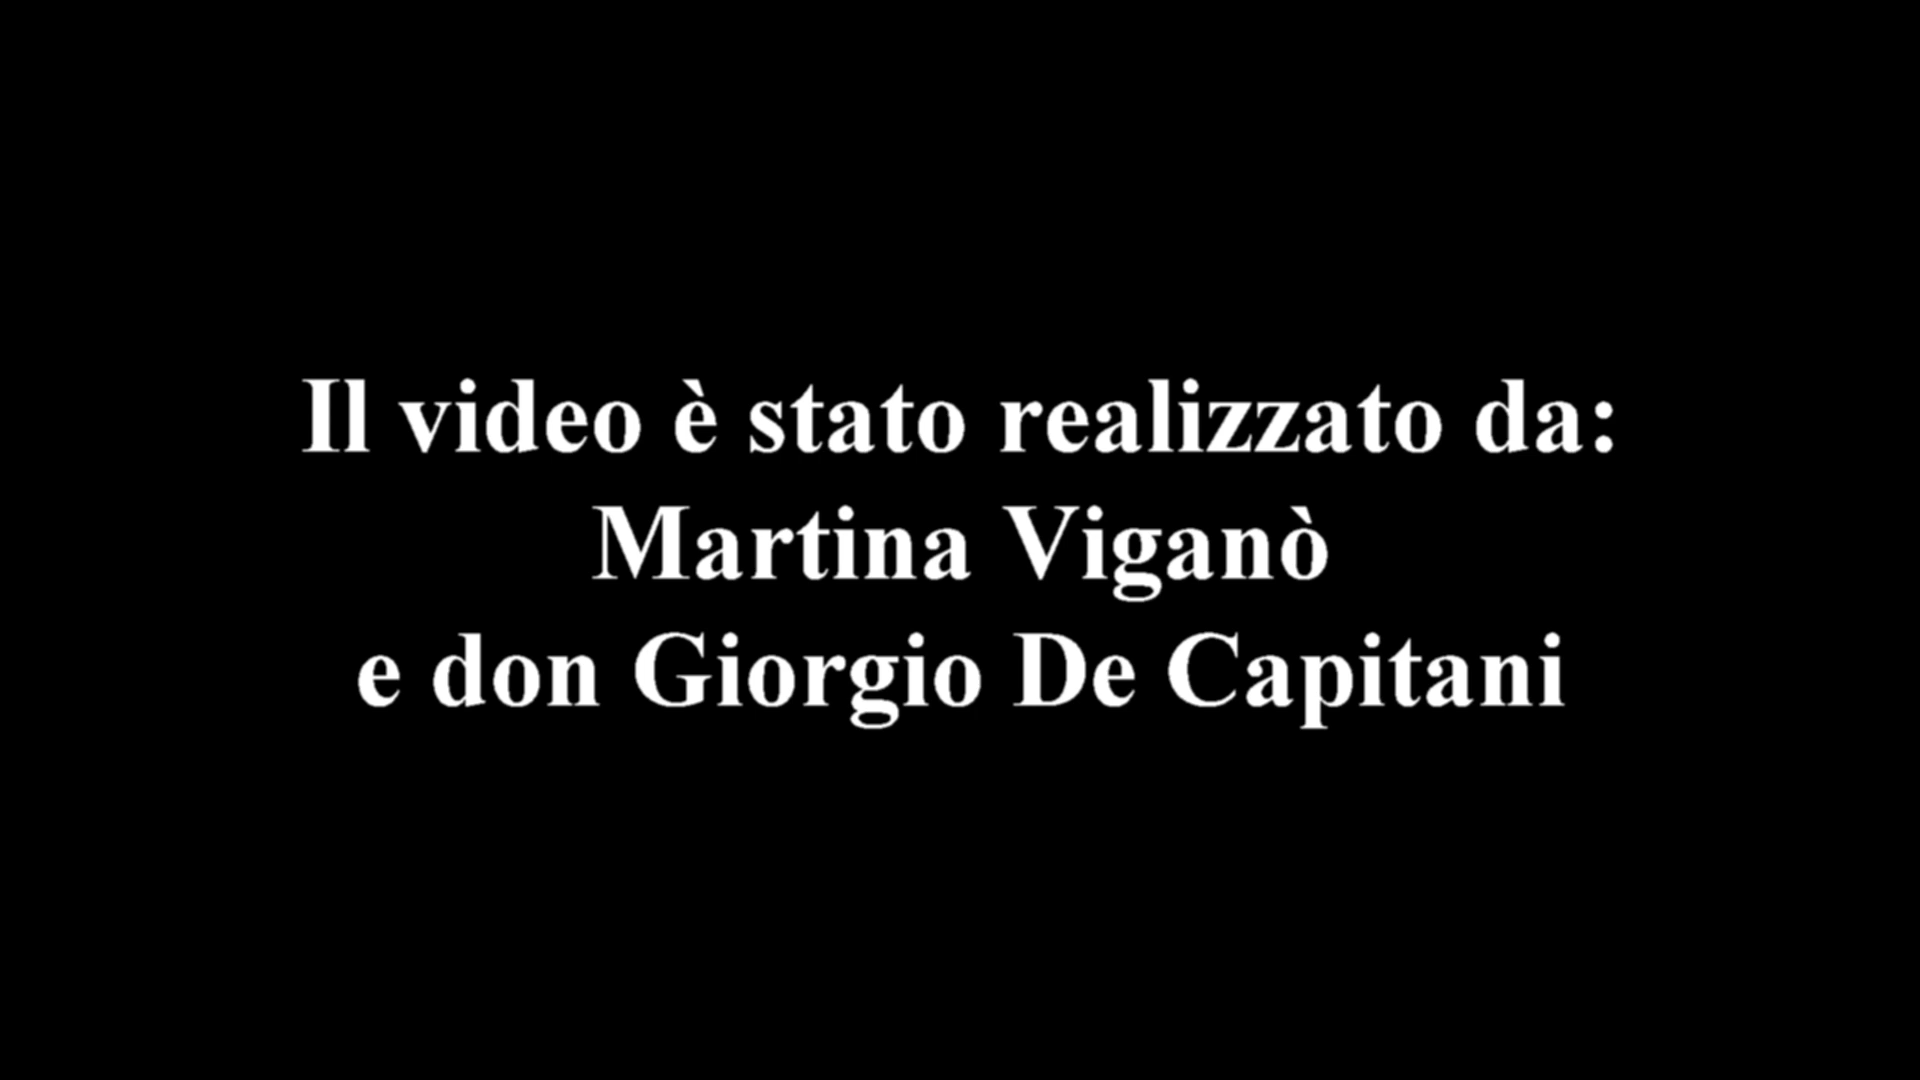 Il video è stato realizzato da:
Martina Viganò
e don Giorgio De Capitani